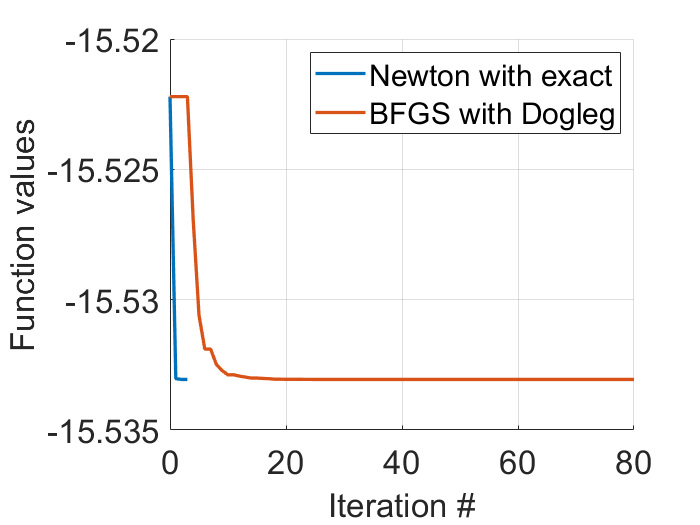 -15.52
Newton with exact
BFGS with Dogleg
-15.525
-15.53
-15.535
Function values
0 20 40 60 80
Iteration #